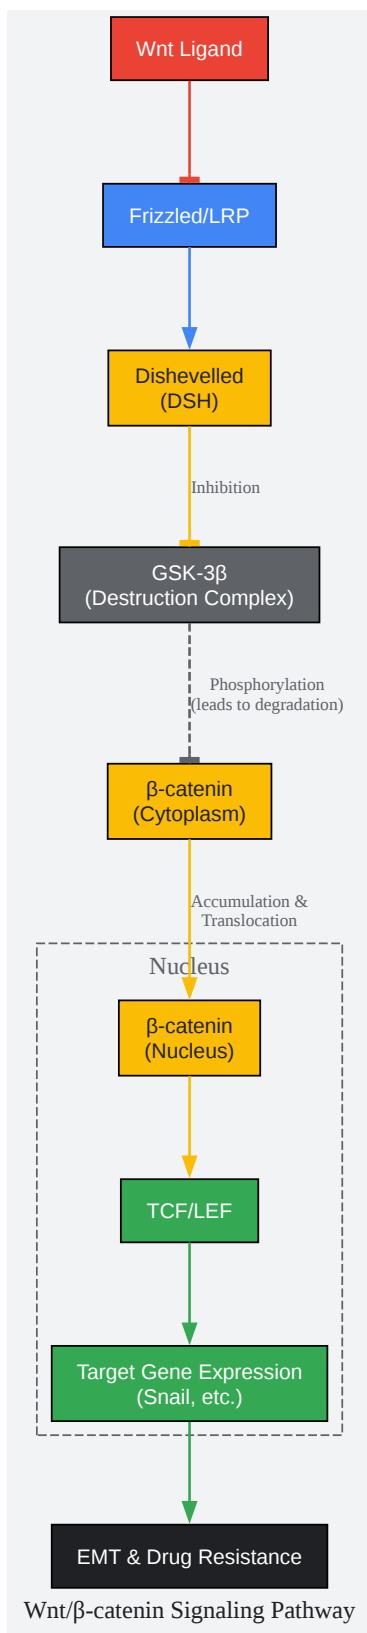 Wnt Ligand
Frizzled/LRP
Dishevelled
(DSH)
Inhibition
GSK-3β
(Destruction Complex)
Phosphorylation
(leads to degradation)
β-catenin
(Cytoplasm)
Accumulation &
Translocation
Nucleus
β-catenin
(Nucleus)
TCF/LEF
Target Gene Expression
(Snail, etc.)
EMT & Drug Resistance
Wnt/β-catenin Signaling Pathway